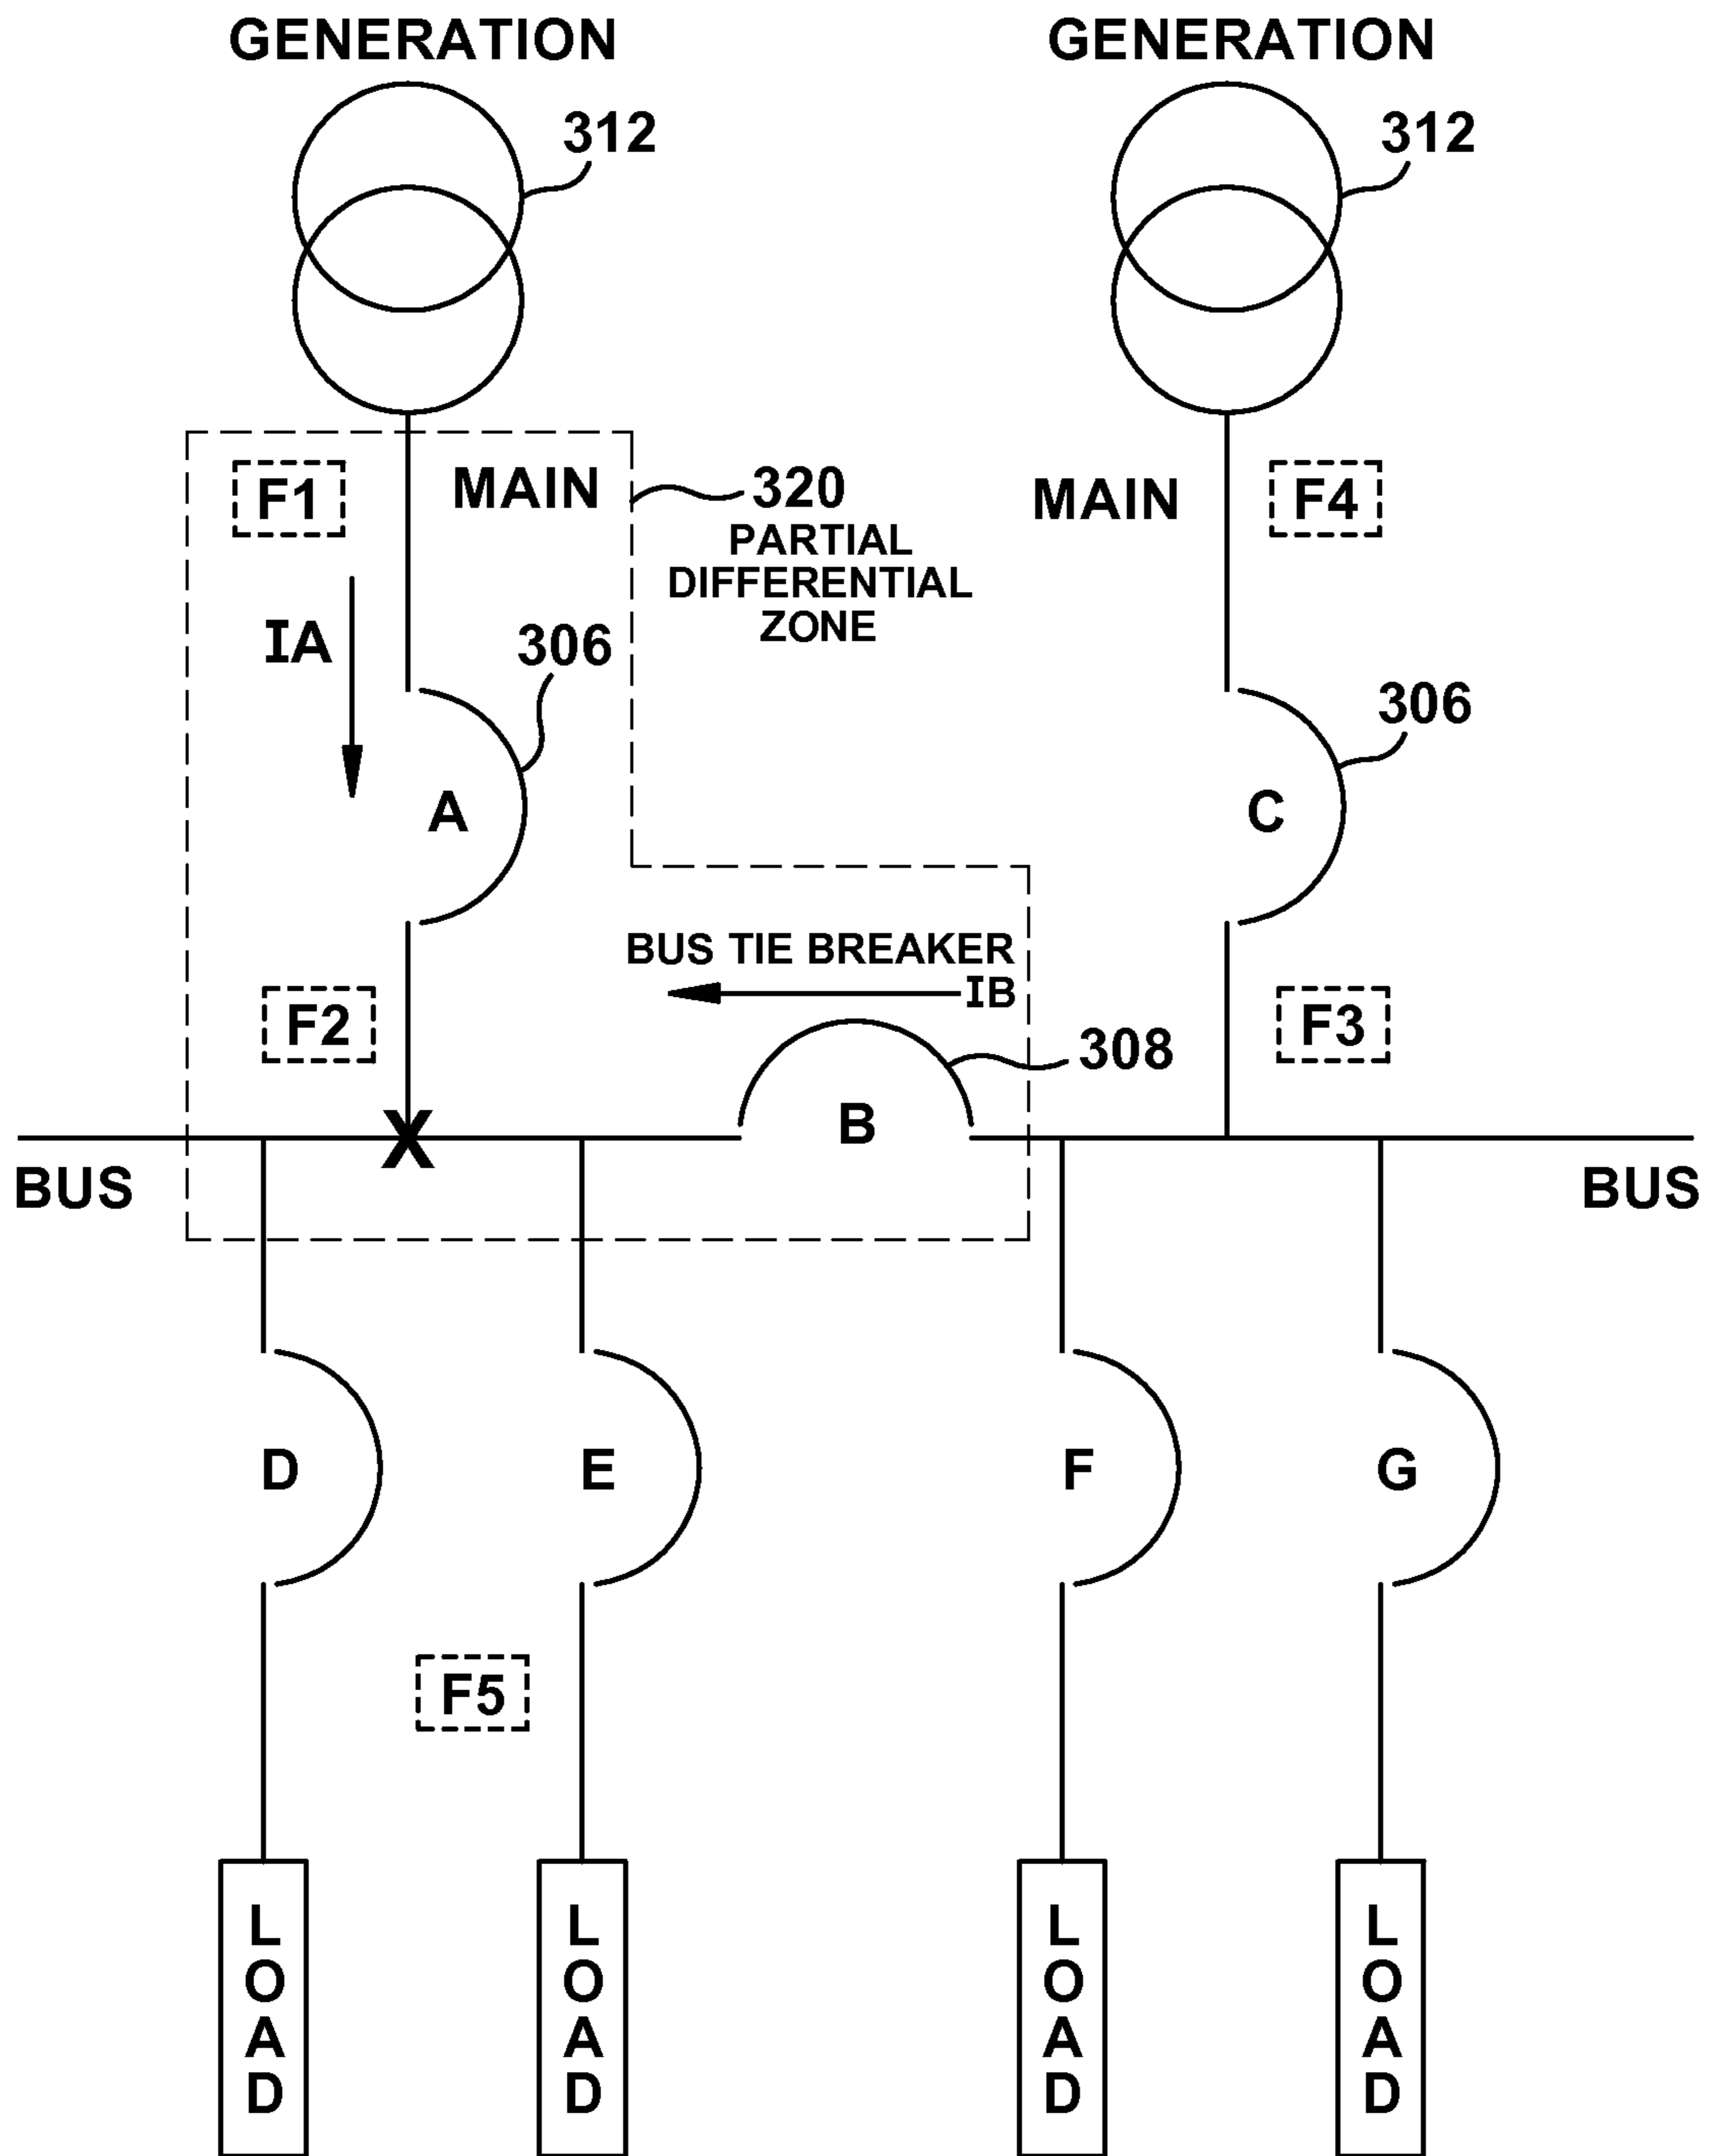 GENERATION
GENERATION
312
312
F1
MAIN
320
PARTIAL
DIFFERENTIAL
ZONE
MAIN
F4
IA
306
306
A
C
BUS TIE BREAKER
IB
F2
F3
308
X
B
BUS
BUS
D
E
F
G
F5
LOAD
LOAD
LOAD
LOAD